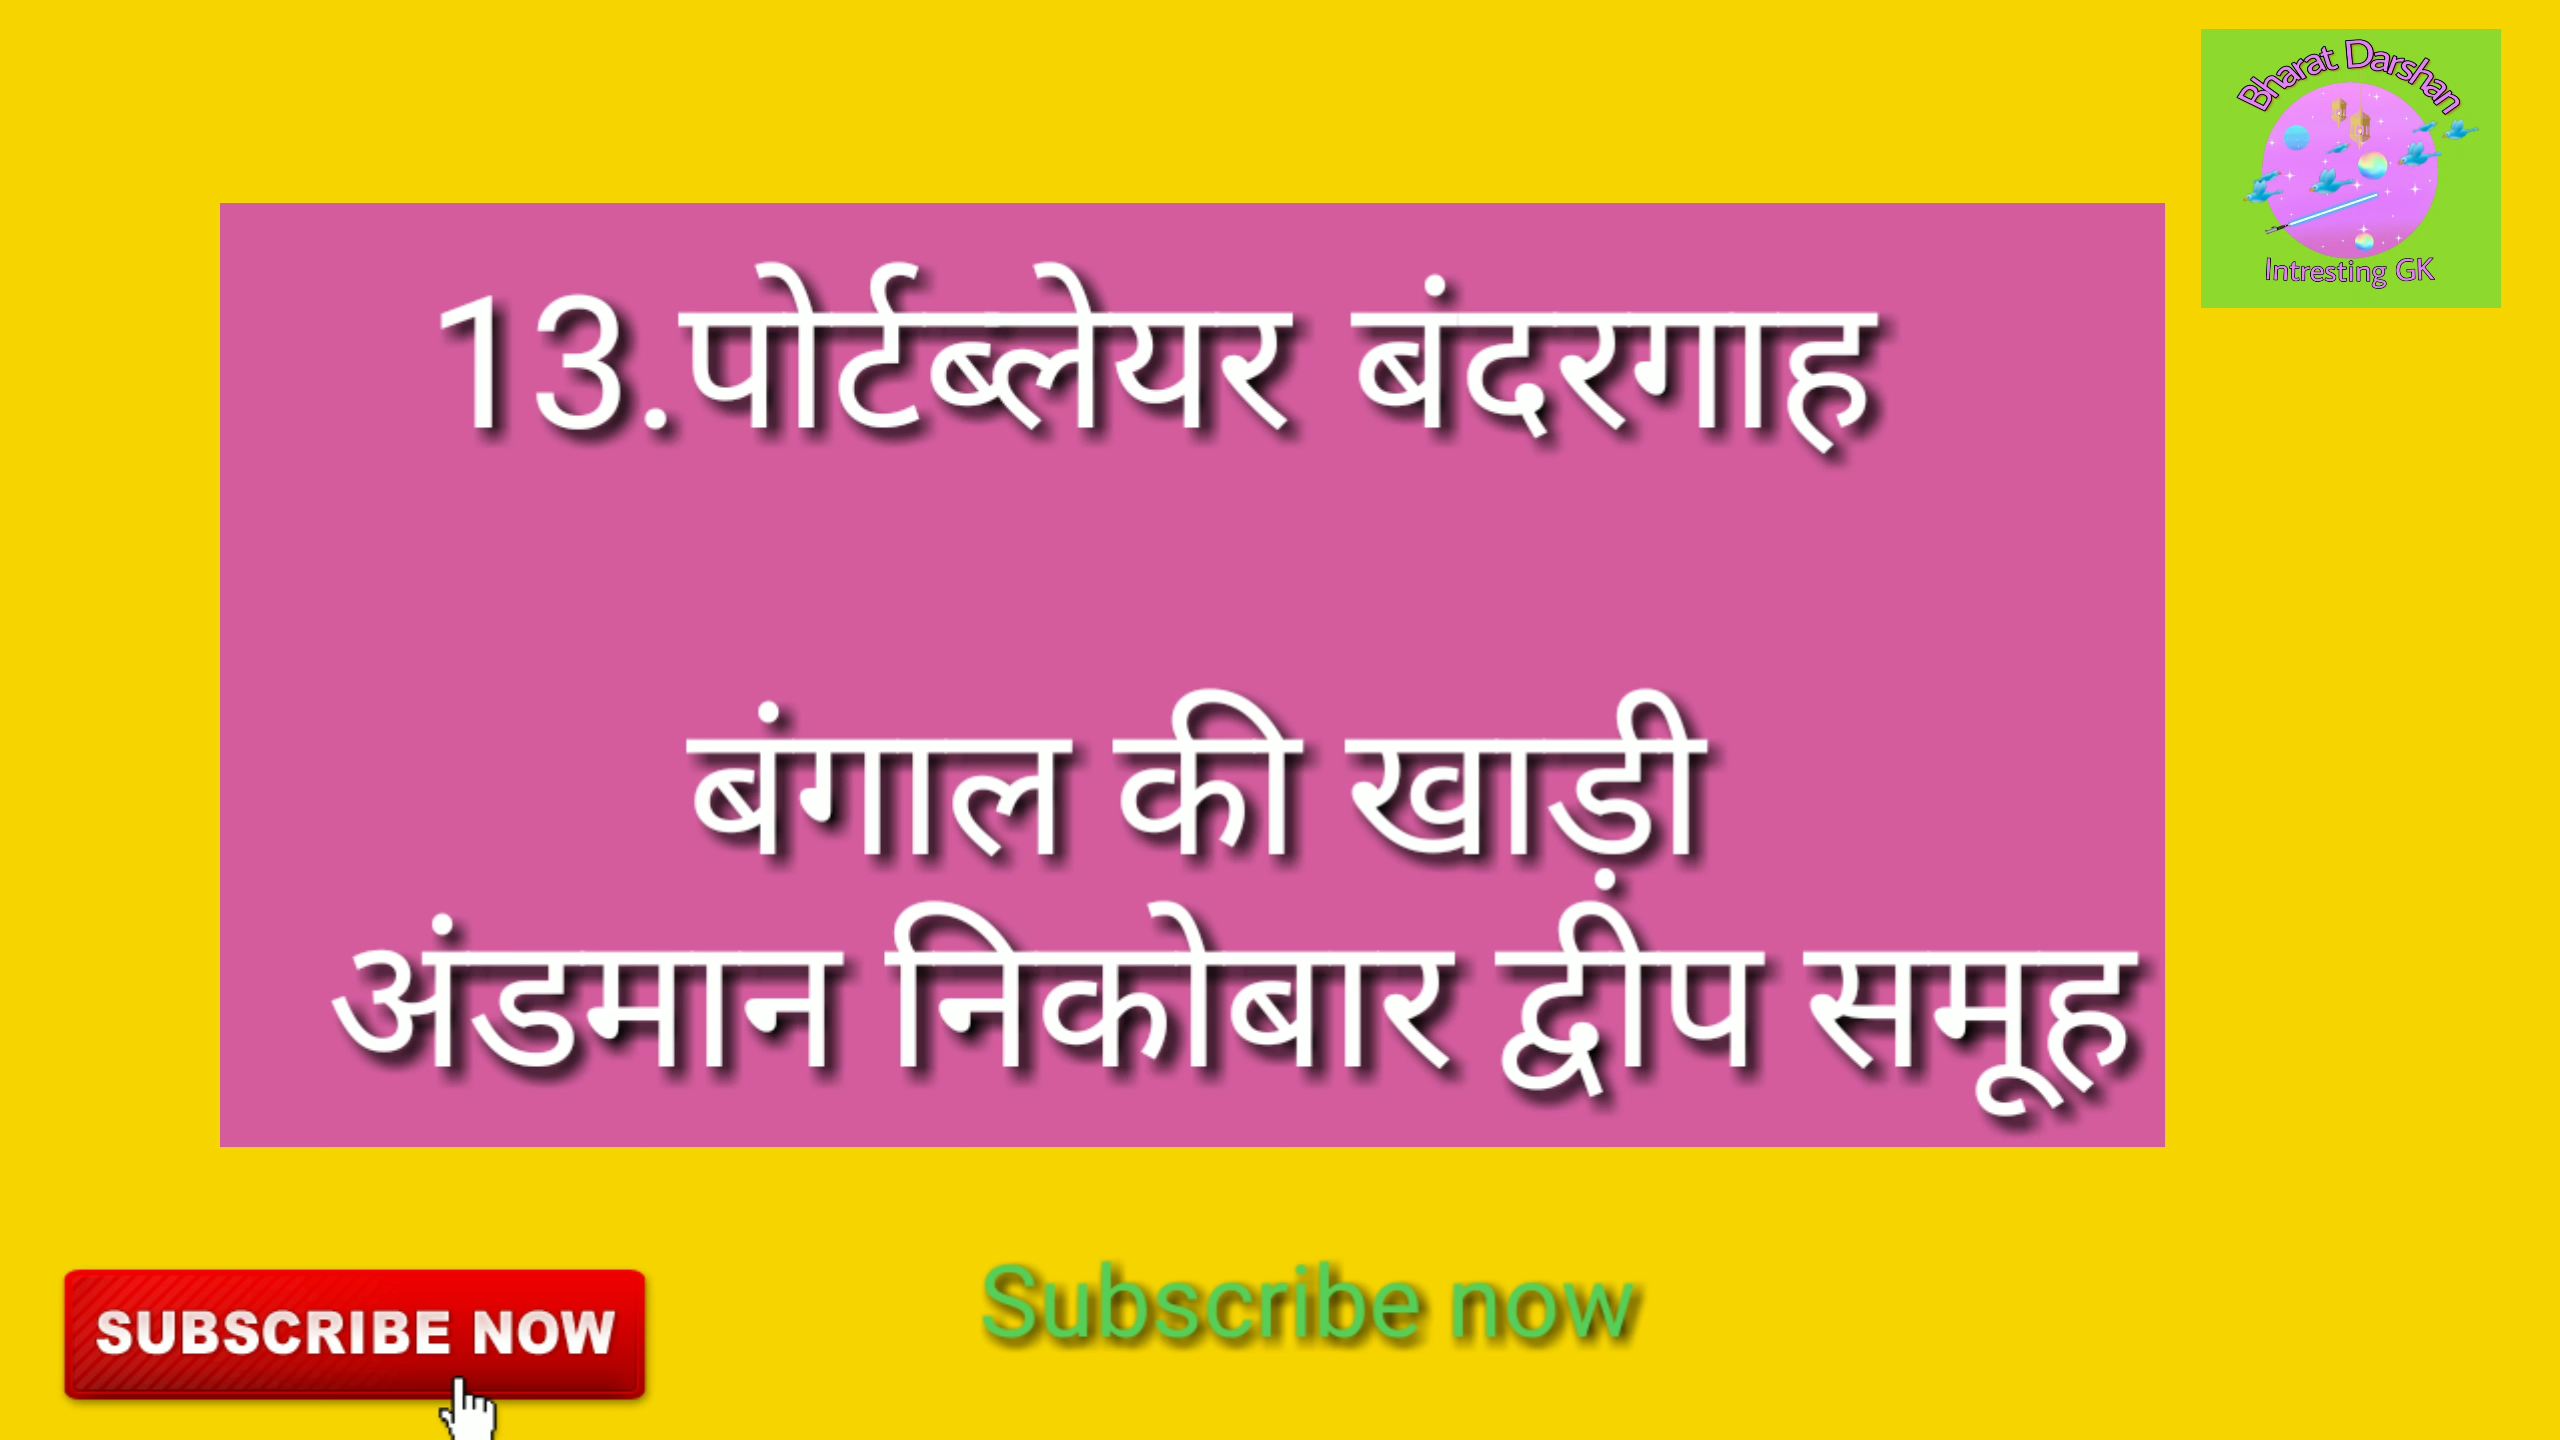 Bharat Darshan
Intresting GK
13.पोर्टब्लेयर बंदरगाह
बंगाल की खाड़ी
अंडमान निकोबार द्वीप समूह
SUBSCRIBE NOW
Subscribe now